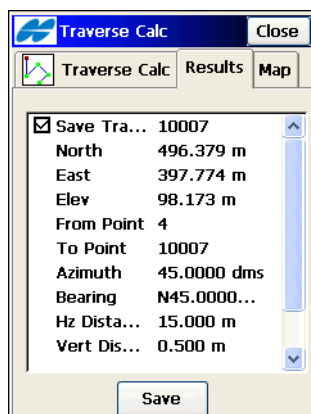 Traverse Calc Close
Traverse Calc Results Map
Save Tra... 10007
North 496.379 m
East 397.774 m
Elev 98.173 m
From Point 4
To Point 10007
Azimuth 45.0000 dms
Bearing N45.0000...
Hz Dista... 15.000 m
Vert Dis... 0.500 m
Save